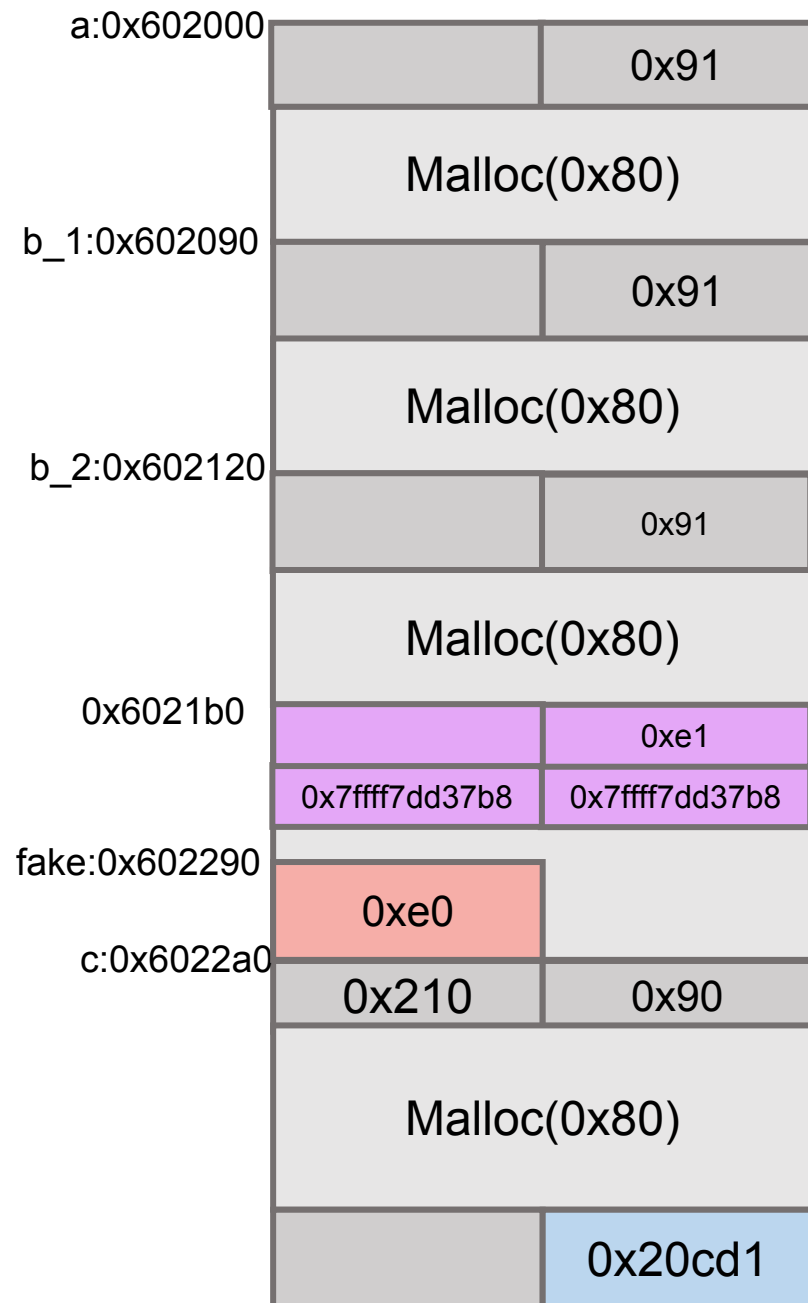 a:0x602000
0x91
Malloc(0x80)
b_1:0x602090
0x91
Malloc(0x80)
b_2:0x602120
0x91
Malloc(0x80)
0x6021b0
0xe1
0x7ffff7dd37b8 0x7ffff7dd37b8
fake:0x602290
0xe0
c:0x6022a0
0x210 0x90
Malloc(0x80)
0x20cd1